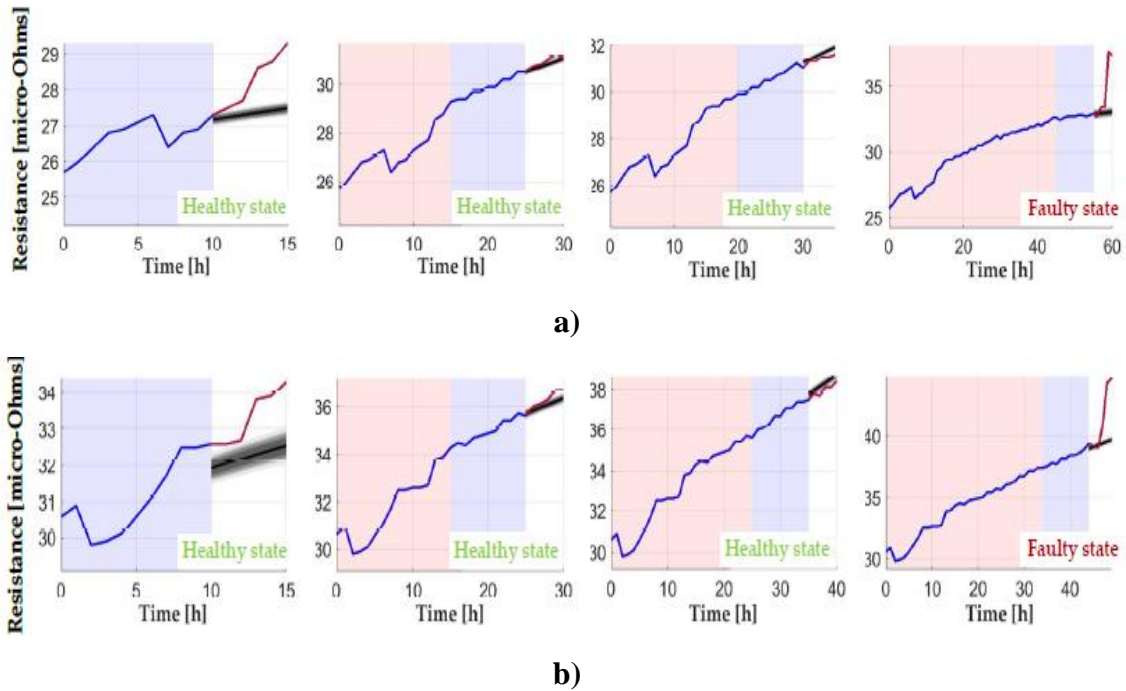 Resistance [micro-Ohms]
29
28
27
26
25
Healthy state
0 5 10 15
Time [h]
30
28
26
Healthy state
0 10 20 30
Time [h]
32
30
28
26
Healthy state
0 10 20 30
Time [h]
35
30
25
Faulty state
0 20 40 60
Time [h]
a)
Resistance [micro-Ohms]
34
33
32
31
30
Healthy state
0 5 10 15
Time [h]
36
34
32
30
Healthy state
0 10 20 30
Time [h]
38
36
34
32
30
Healthy state
0 10 20 30 40
Time [h]
40
35
30
Faulty state
0 10 20 30 40
Time [h]
b)